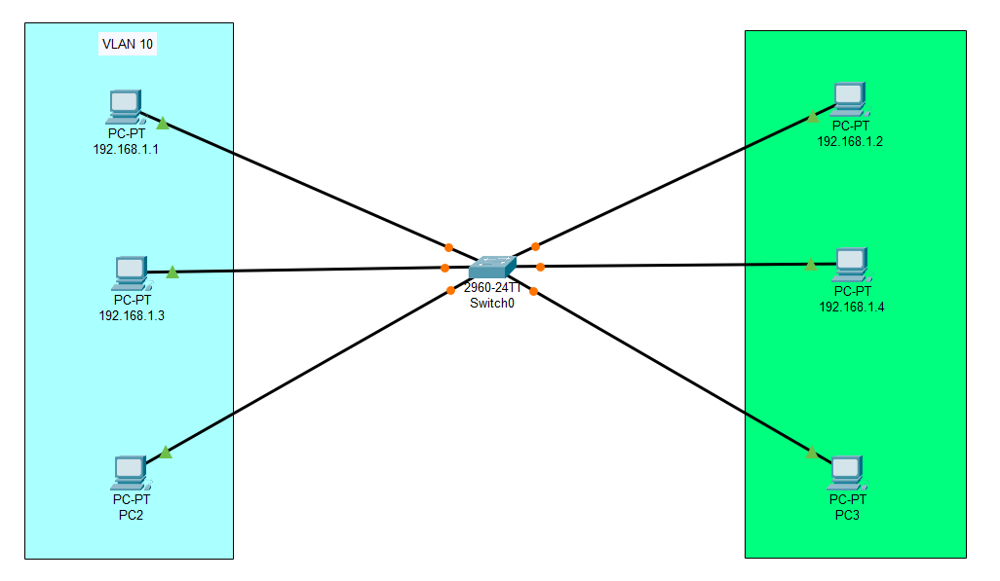 VLAN 10
PC-PT
192.168.1.1
PC-PT
192.168.1.2
PC-PT
192.168.1.3
2960-24TT
Switch0
PC-PT
192.168.1.4
PC-PT
PC2
PC-PT
PC3